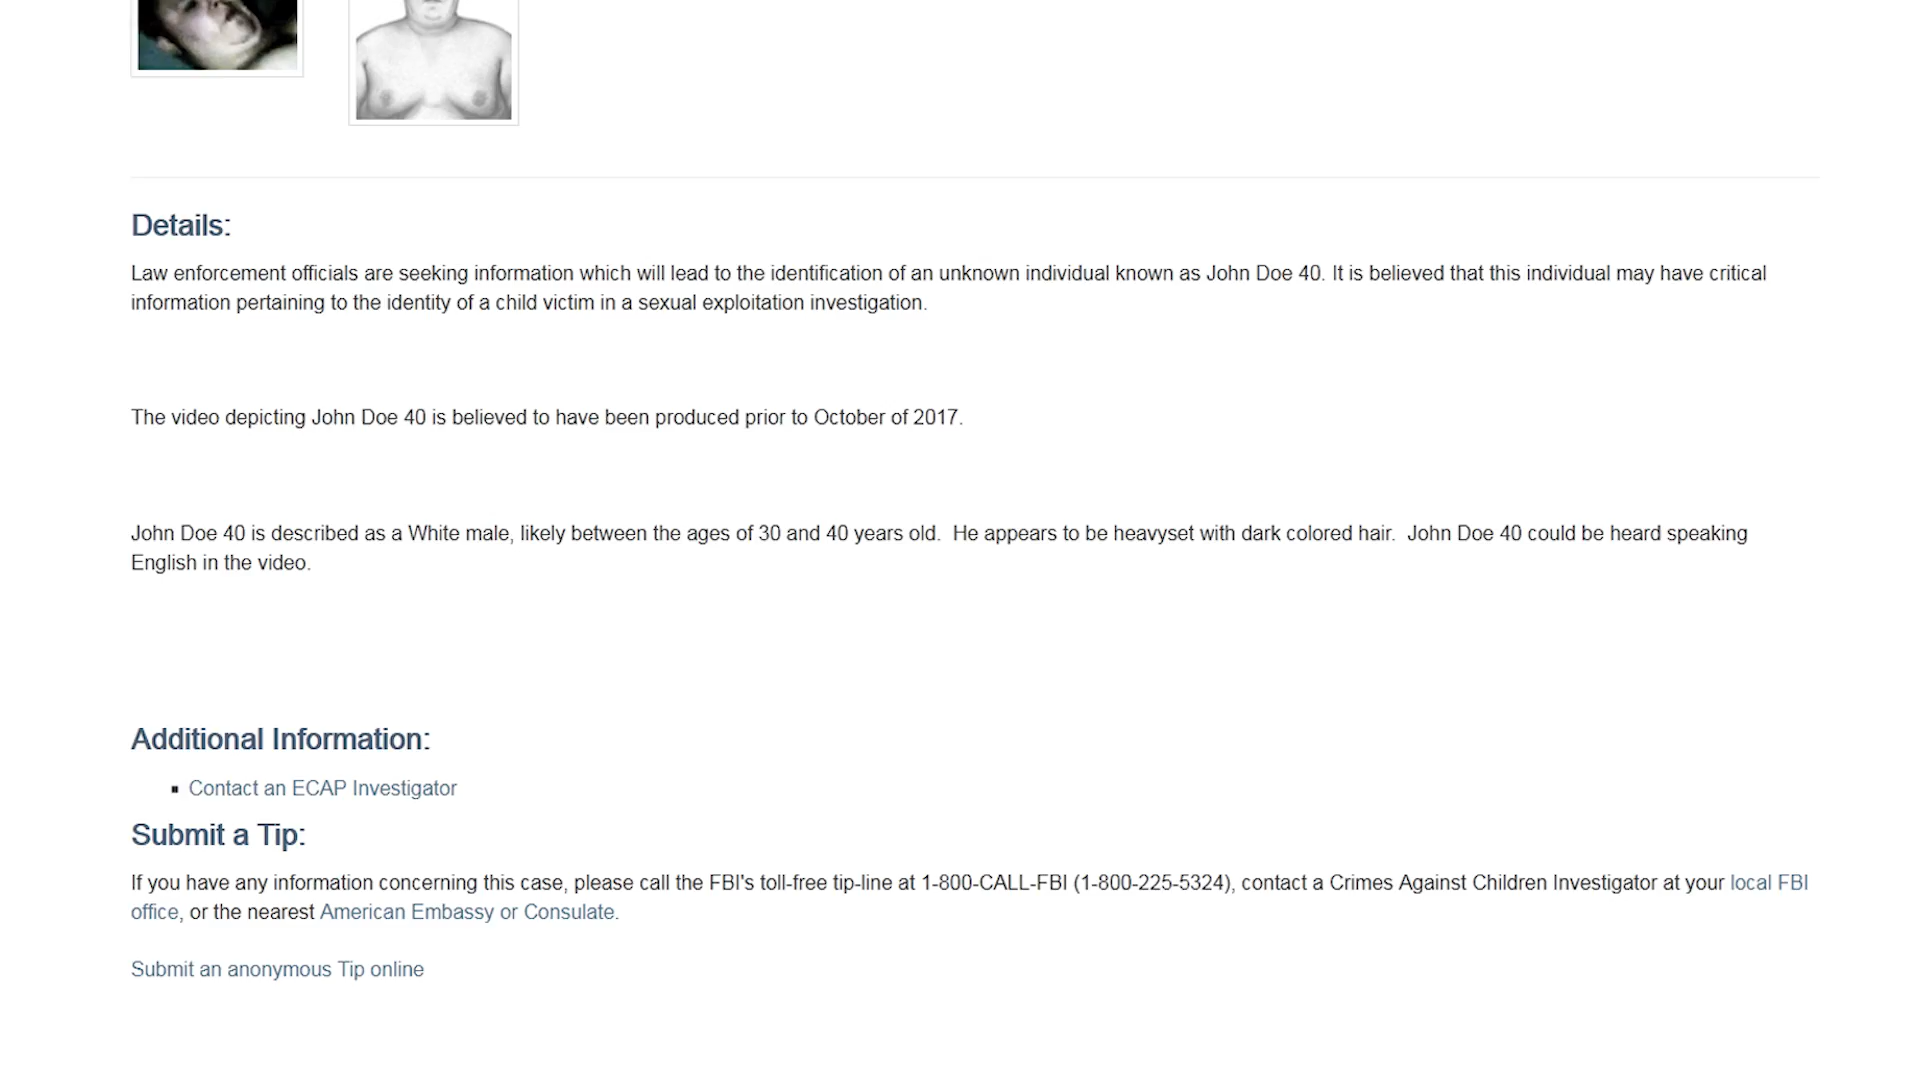 Details:
Law enforcement officials are seeking information which will lead to the identification of an unknown individual known as John Doe 40. It is believed that this individual may have critical
information pertaining to the identity of a child victim in a sexual exploitation investigation.
The video depicting John Doe 40 is believed to have been produced prior to October of 2017.
John Doe 40 is described as a White male, likely between the ages of 30 and 40 years old.  He appears to be heavyset with dark colored hair.  John Doe 40 could be heard speaking
English in the video.
Additional Information:
▪ Contact an ECAP Investigator
Submit a Tip:
If you have any information concerning this case, please call the FBI's toll-free tip-line at 1-800-CALL-FBI (1-800-225-5324), contact a Crimes Against Children Investigator at your local FBI
office, or the nearest American Embassy or Consulate.
Submit an anonymous Tip online